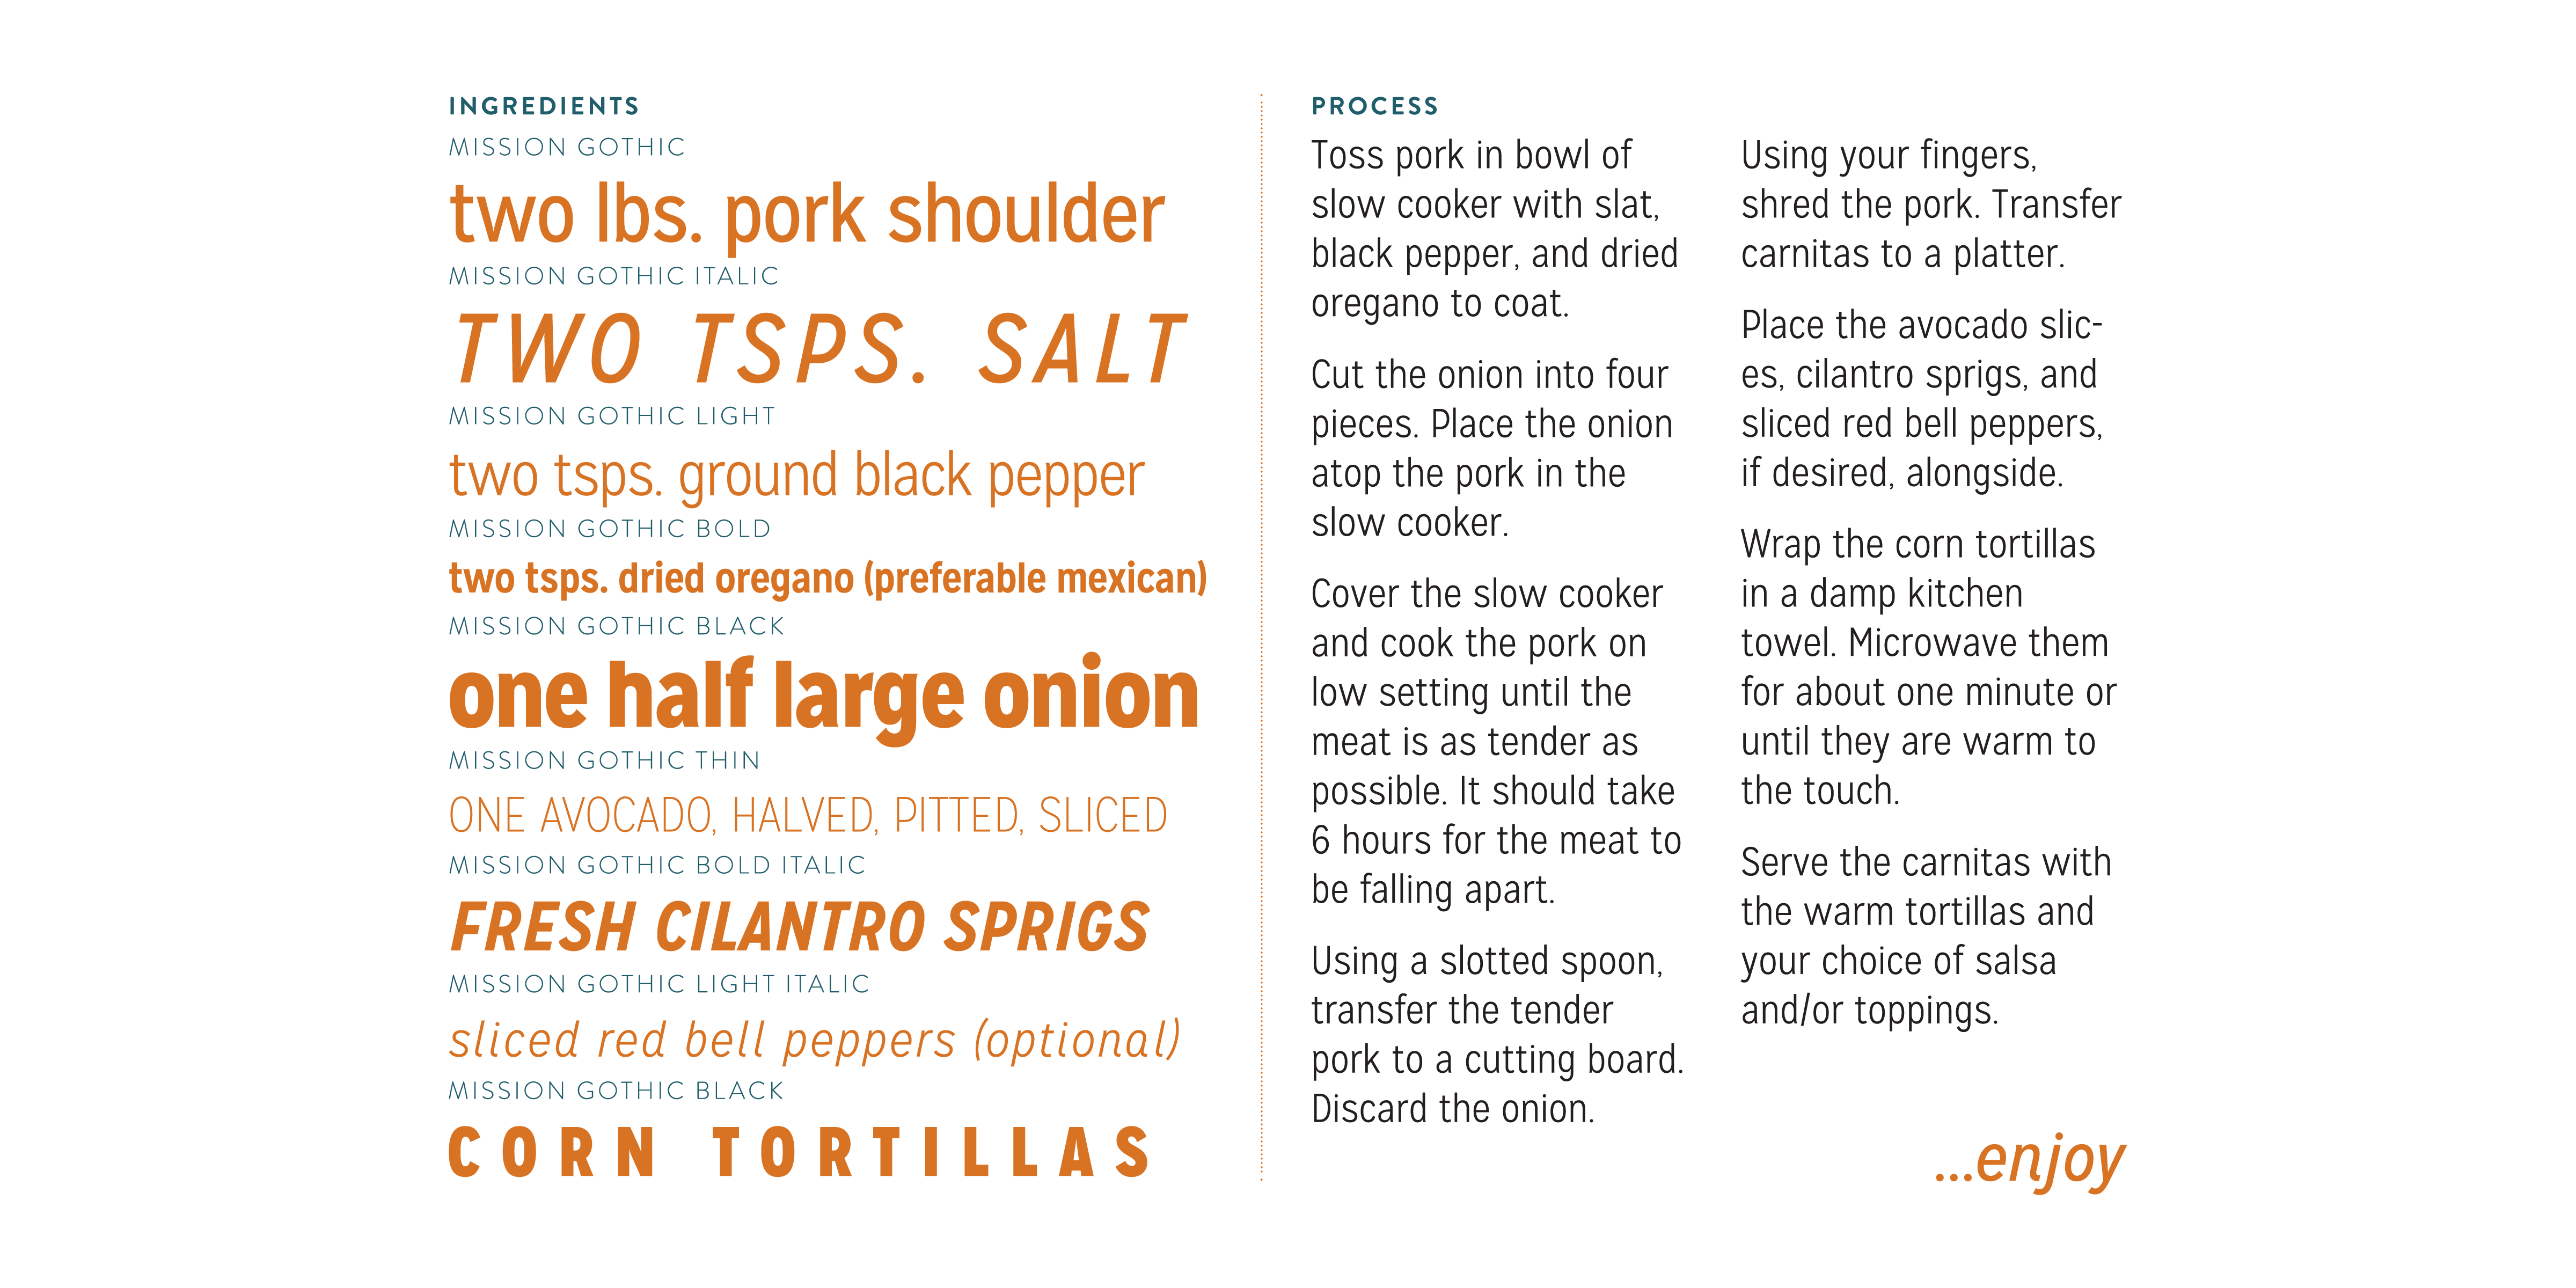 INGREDIENTS
MISSION GOTHIC
two lbs. pork shoulder
MISSION GOTHIC ITALIC
TWO TSPS. SALT
MISSION GOTHIC LIGHT
two tsps. ground black pepper
MISSION GOTHIC BOLD
two tsps. dried oregano (preferable mexican)
MISSION GOTHIC BLACK
one half large onion
MISSION GOTHIC THIN
ONE AVOCADO, HALVED, PITTED, SLICED
MISSION GOTHIC BOLD ITALIC
FRESH CILANTRO SPRIGS
MISSION GOTHIC LIGHT ITALIC
sliced red bell peppers (optional)
MISSION GOTHIC BLACK
CORN TORTILLAS
PROCESS
Toss pork in bowl of
slow cooker with slat,
black pepper, and dried
oregano to coat.
Cut the onion into four
pieces. Place the onion
atop the pork in the
slow cooker.
Cover the slow cooker
and cook the pork on
low setting until the
meat is as tender as
possible. It should take
6 hours for the meat to
be falling apart.
Using a slotted spoon,
transfer the tender
pork to a cutting board.
Discard the onion.
Using your fingers,
shred the pork. Transfer
carnitas to a platter.
Place the avocado slic-
es, cilantro sprigs, and
sliced red bell peppers,
if desired, alongside.
Wrap the corn tortillas
in a damp kitchen
towel. Microwave them
for about one minute or
until they are warm to
the touch.
Serve the carnitas with
the warm tortillas and
your choice of salsa
and/or toppings.
...enjoy